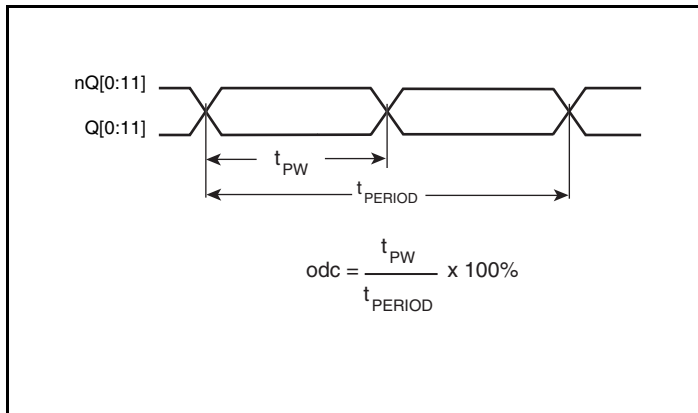 nQ[0:11]
Q[0:11]
tPW
tPERIOD
odc = tPW / tPERIOD x 100%